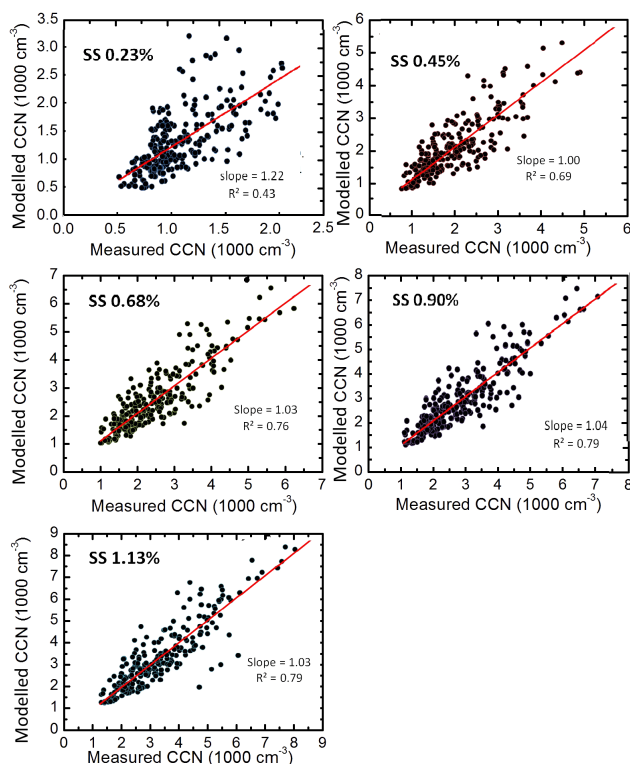 SS 0.23%
Modelled CCN (1000 cm⁻³)
3.5
3.0
2.5
2.0
1.5
1.0
0.5
0.0
slope = 1.22
R² = 0.43
0.0 0.5 1.0 1.5 2.0 2.5
Measured CCN (1000 cm⁻³)
SS 0.45%
Modelled CCN (1000 cm⁻³)
6
5
4
3
2
1
0
Slope = 1.00
R² = 0.69
0 1 2 3 4 5 6
Measured CCN (1000 cm⁻³)
SS 0.68%
Modelled CCN (1000 cm⁻³)
7
6
5
4
3
2
1
0
Slope = 1.03
R² = 0.76
0 1 2 3 4 5 6 7
Measured CCN (1000 cm⁻³)
SS 0.90%
Modelled CCN (1000 cm⁻³)
8
7
6
5
4
3
2
1
0
Slope = 1.04
R² = 0.79
0 1 2 3 4 5 6 7 8
Measured CCN (1000 cm⁻³)
SS 1.13%
Modelled CCN (1000 cm⁻³)
9
8
7
6
5
4
3
2
1
0
Slope = 1.03
R² = 0.79
0 1 2 3 4 5 6 7 8 9
Measured CCN (1000 cm⁻³)